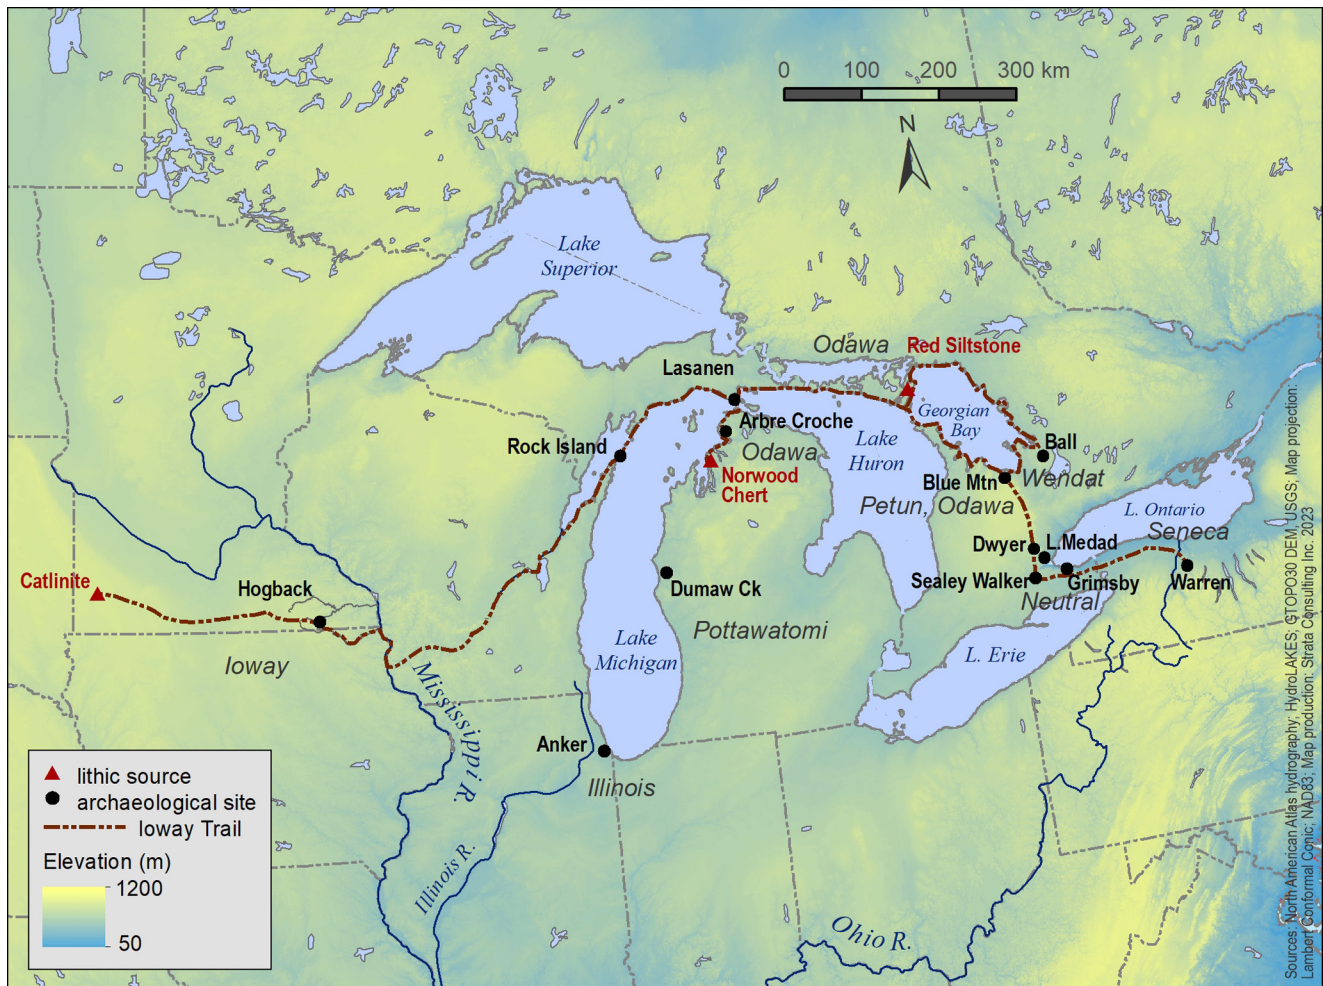 0 100 200 300 km
N
Lake
Superior
Odawa
Red Siltstone
Lasanen
Georgian
Bay
Arbre Croche
Odawa
Rock Island
Lake
Huron
Ball
Norwood
Chert
Blue Mtn
Wendat
Petun, Odawa
L. Ontario
Seneca
Dwyer
L.Medad
Catlinite
Hogback
Dumaw Ck
Sealey Walker
Grimsby
Warren
Neutral
Pottawatomi
Lake
Michigan
L. Erie
Ioway
Mississippi R.
Anker
Illinois
Illinois R.
Ohio R.
lithic source
archaeological site
Ioway Trail
Elevation (m)
1200
50
Sources: North American Atlas hydrography; HydroLAKES; GTOPO30 DEM, USGS; Map projection:
Lambert Conformal Conic; NAD83; Map production: Strata Consulting Inc. 2023